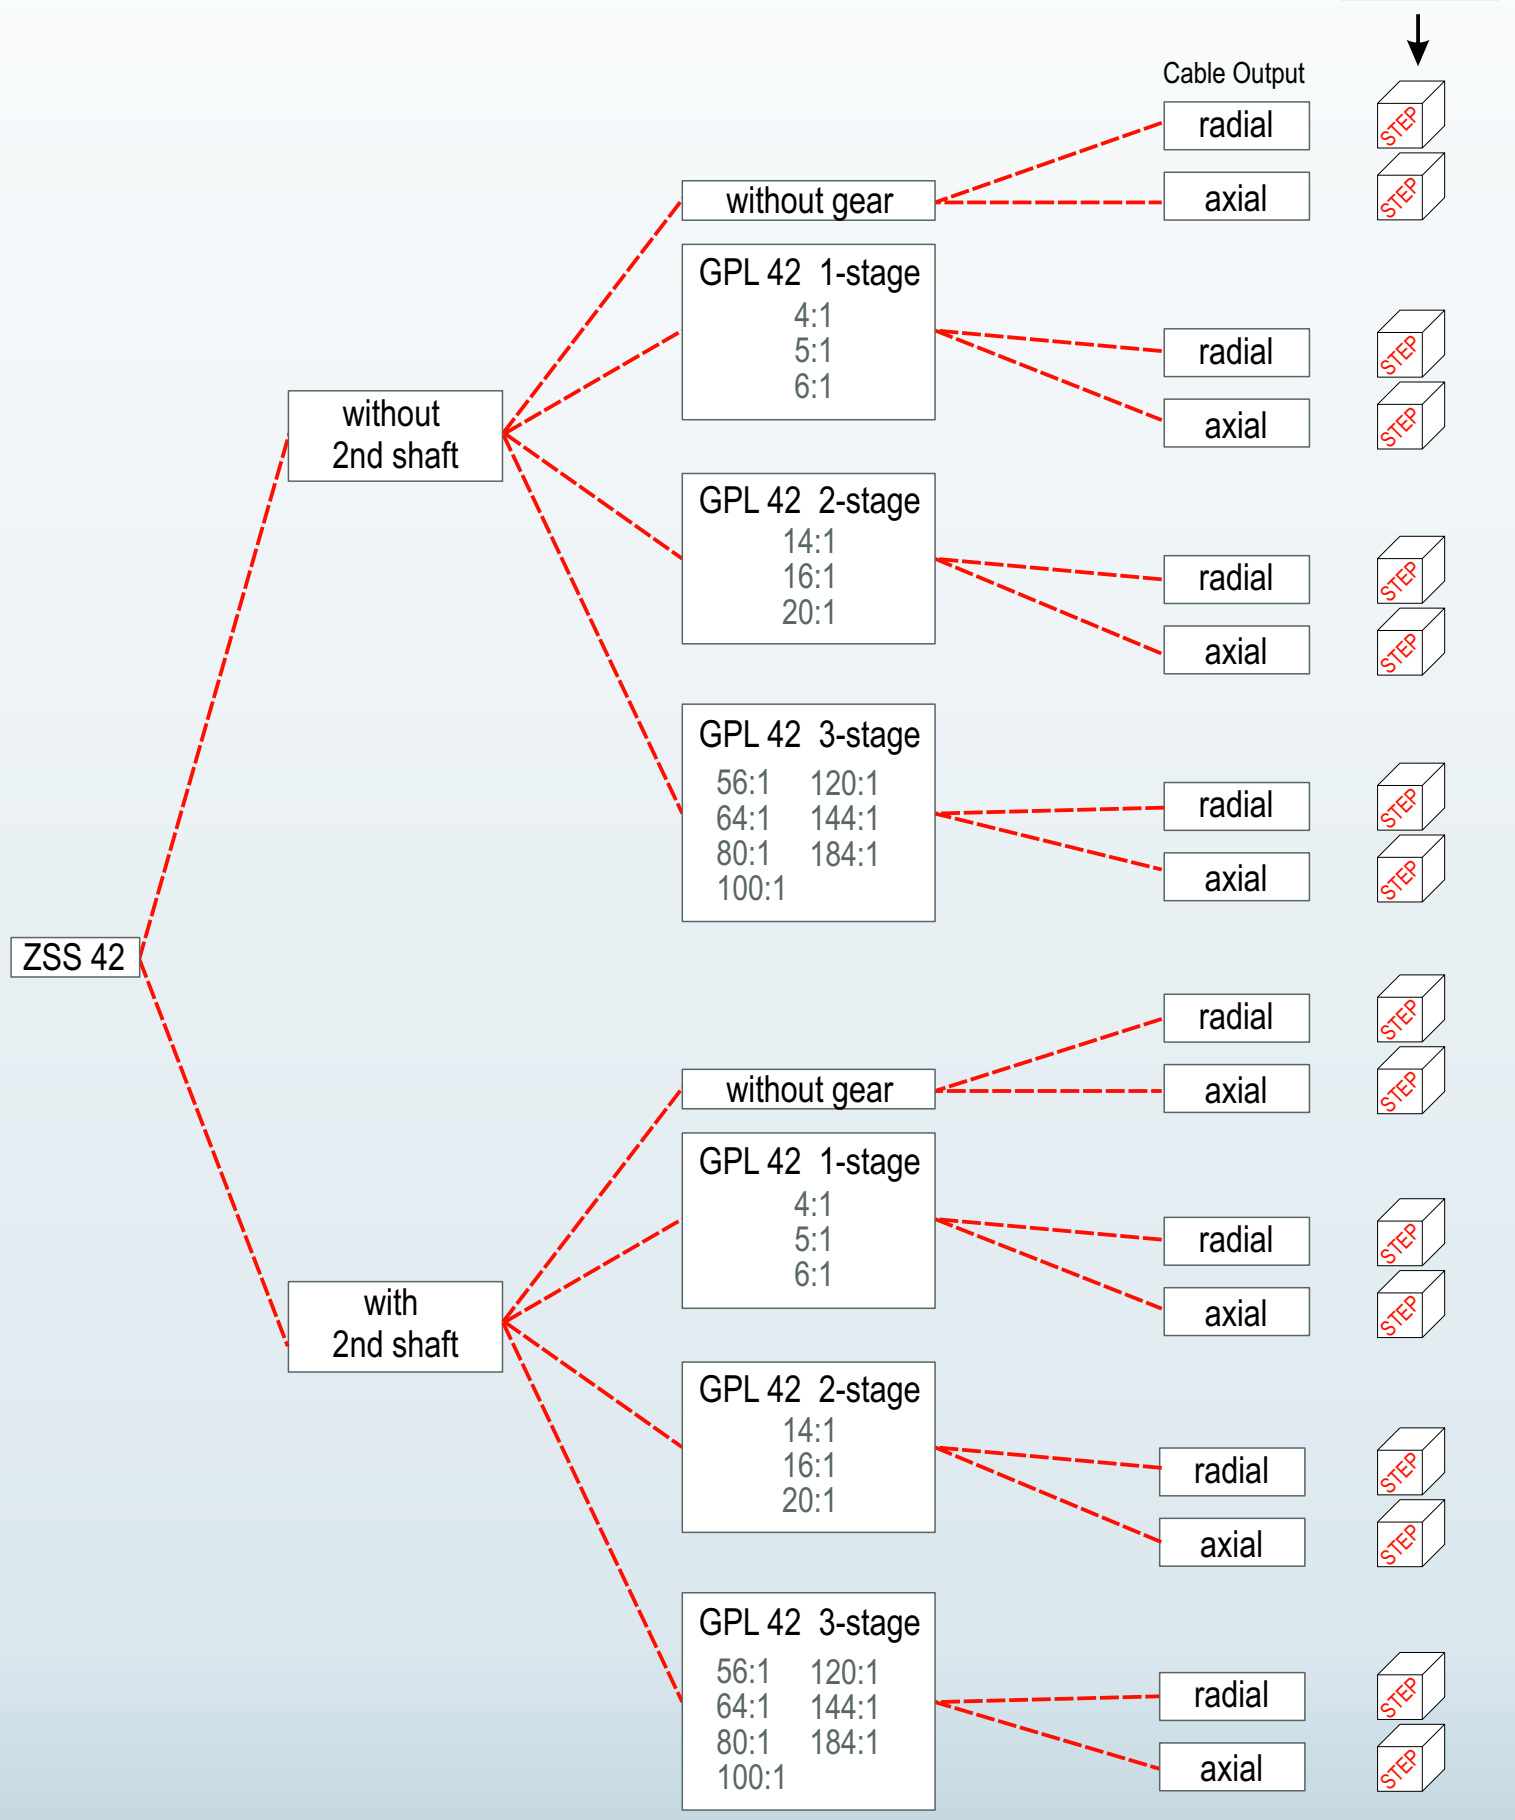 Cable Output
radial
STEP
without gear
axial
STEP
GPL 42 1-stage
4:1
5:1
6:1
radial
STEP
axial
STEP
without
2nd shaft
GPL 42 2-stage
14:1
16:1
20:1
radial
STEP
axial
STEP
GPL 42 3-stage
56:1 120:1
64:1 144:1
80:1 184:1
100:1
radial
STEP
axial
STEP
ZSS 42
radial
STEP
without gear
axial
STEP
GPL 42 1-stage
4:1
5:1
6:1
radial
STEP
axial
STEP
with
2nd shaft
GPL 42 2-stage
14:1
16:1
20:1
radial
STEP
axial
STEP
GPL 42 3-stage
56:1 120:1
64:1 144:1
80:1 184:1
100:1
radial
STEP
axial
STEP